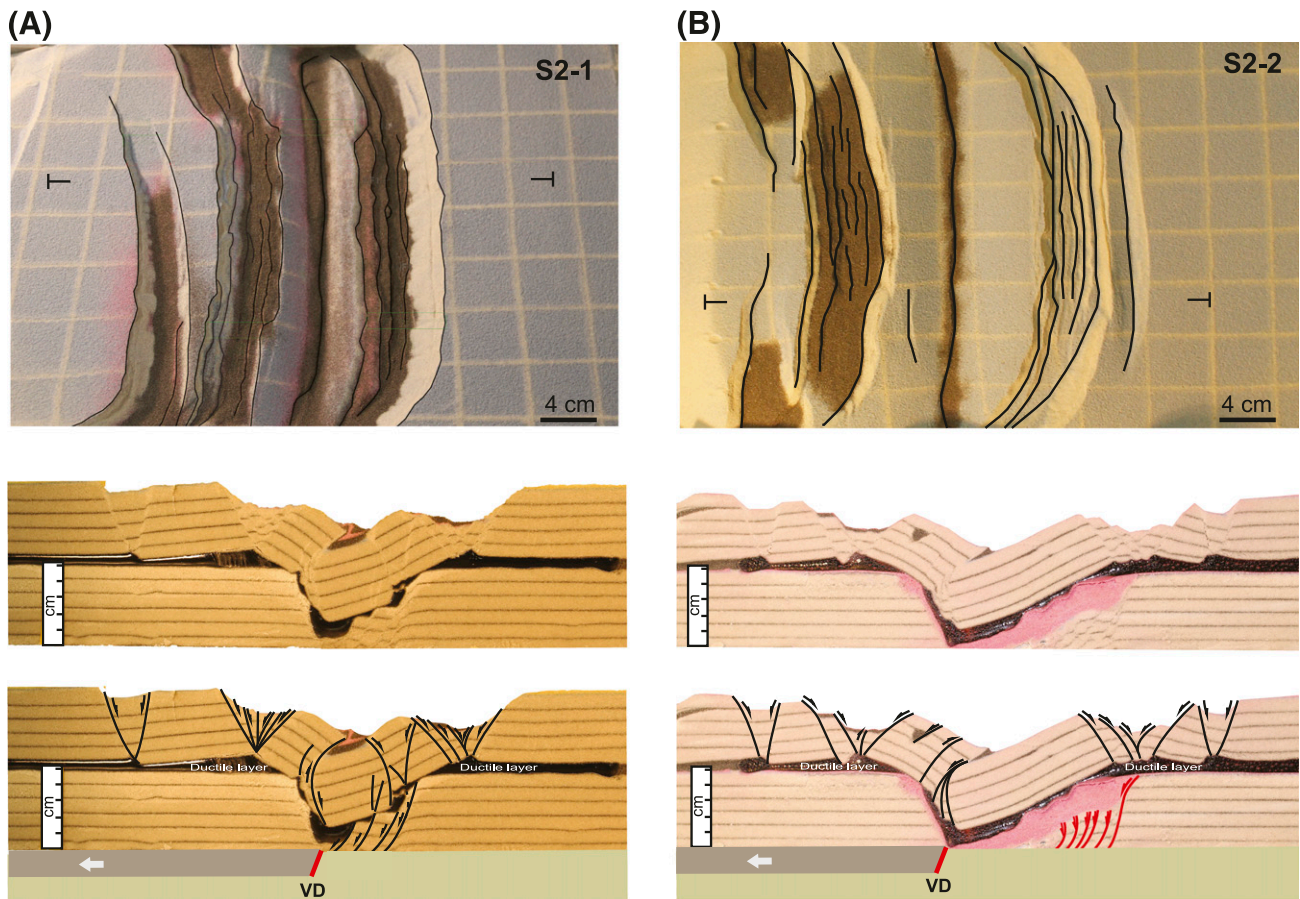 (A)
S2-1
4 cm
cm
Ductile layer
Ductile layer
cm
VD
(B)
S2-2
4 cm
cm
Ductile layer
Ductile layer
cm
VD